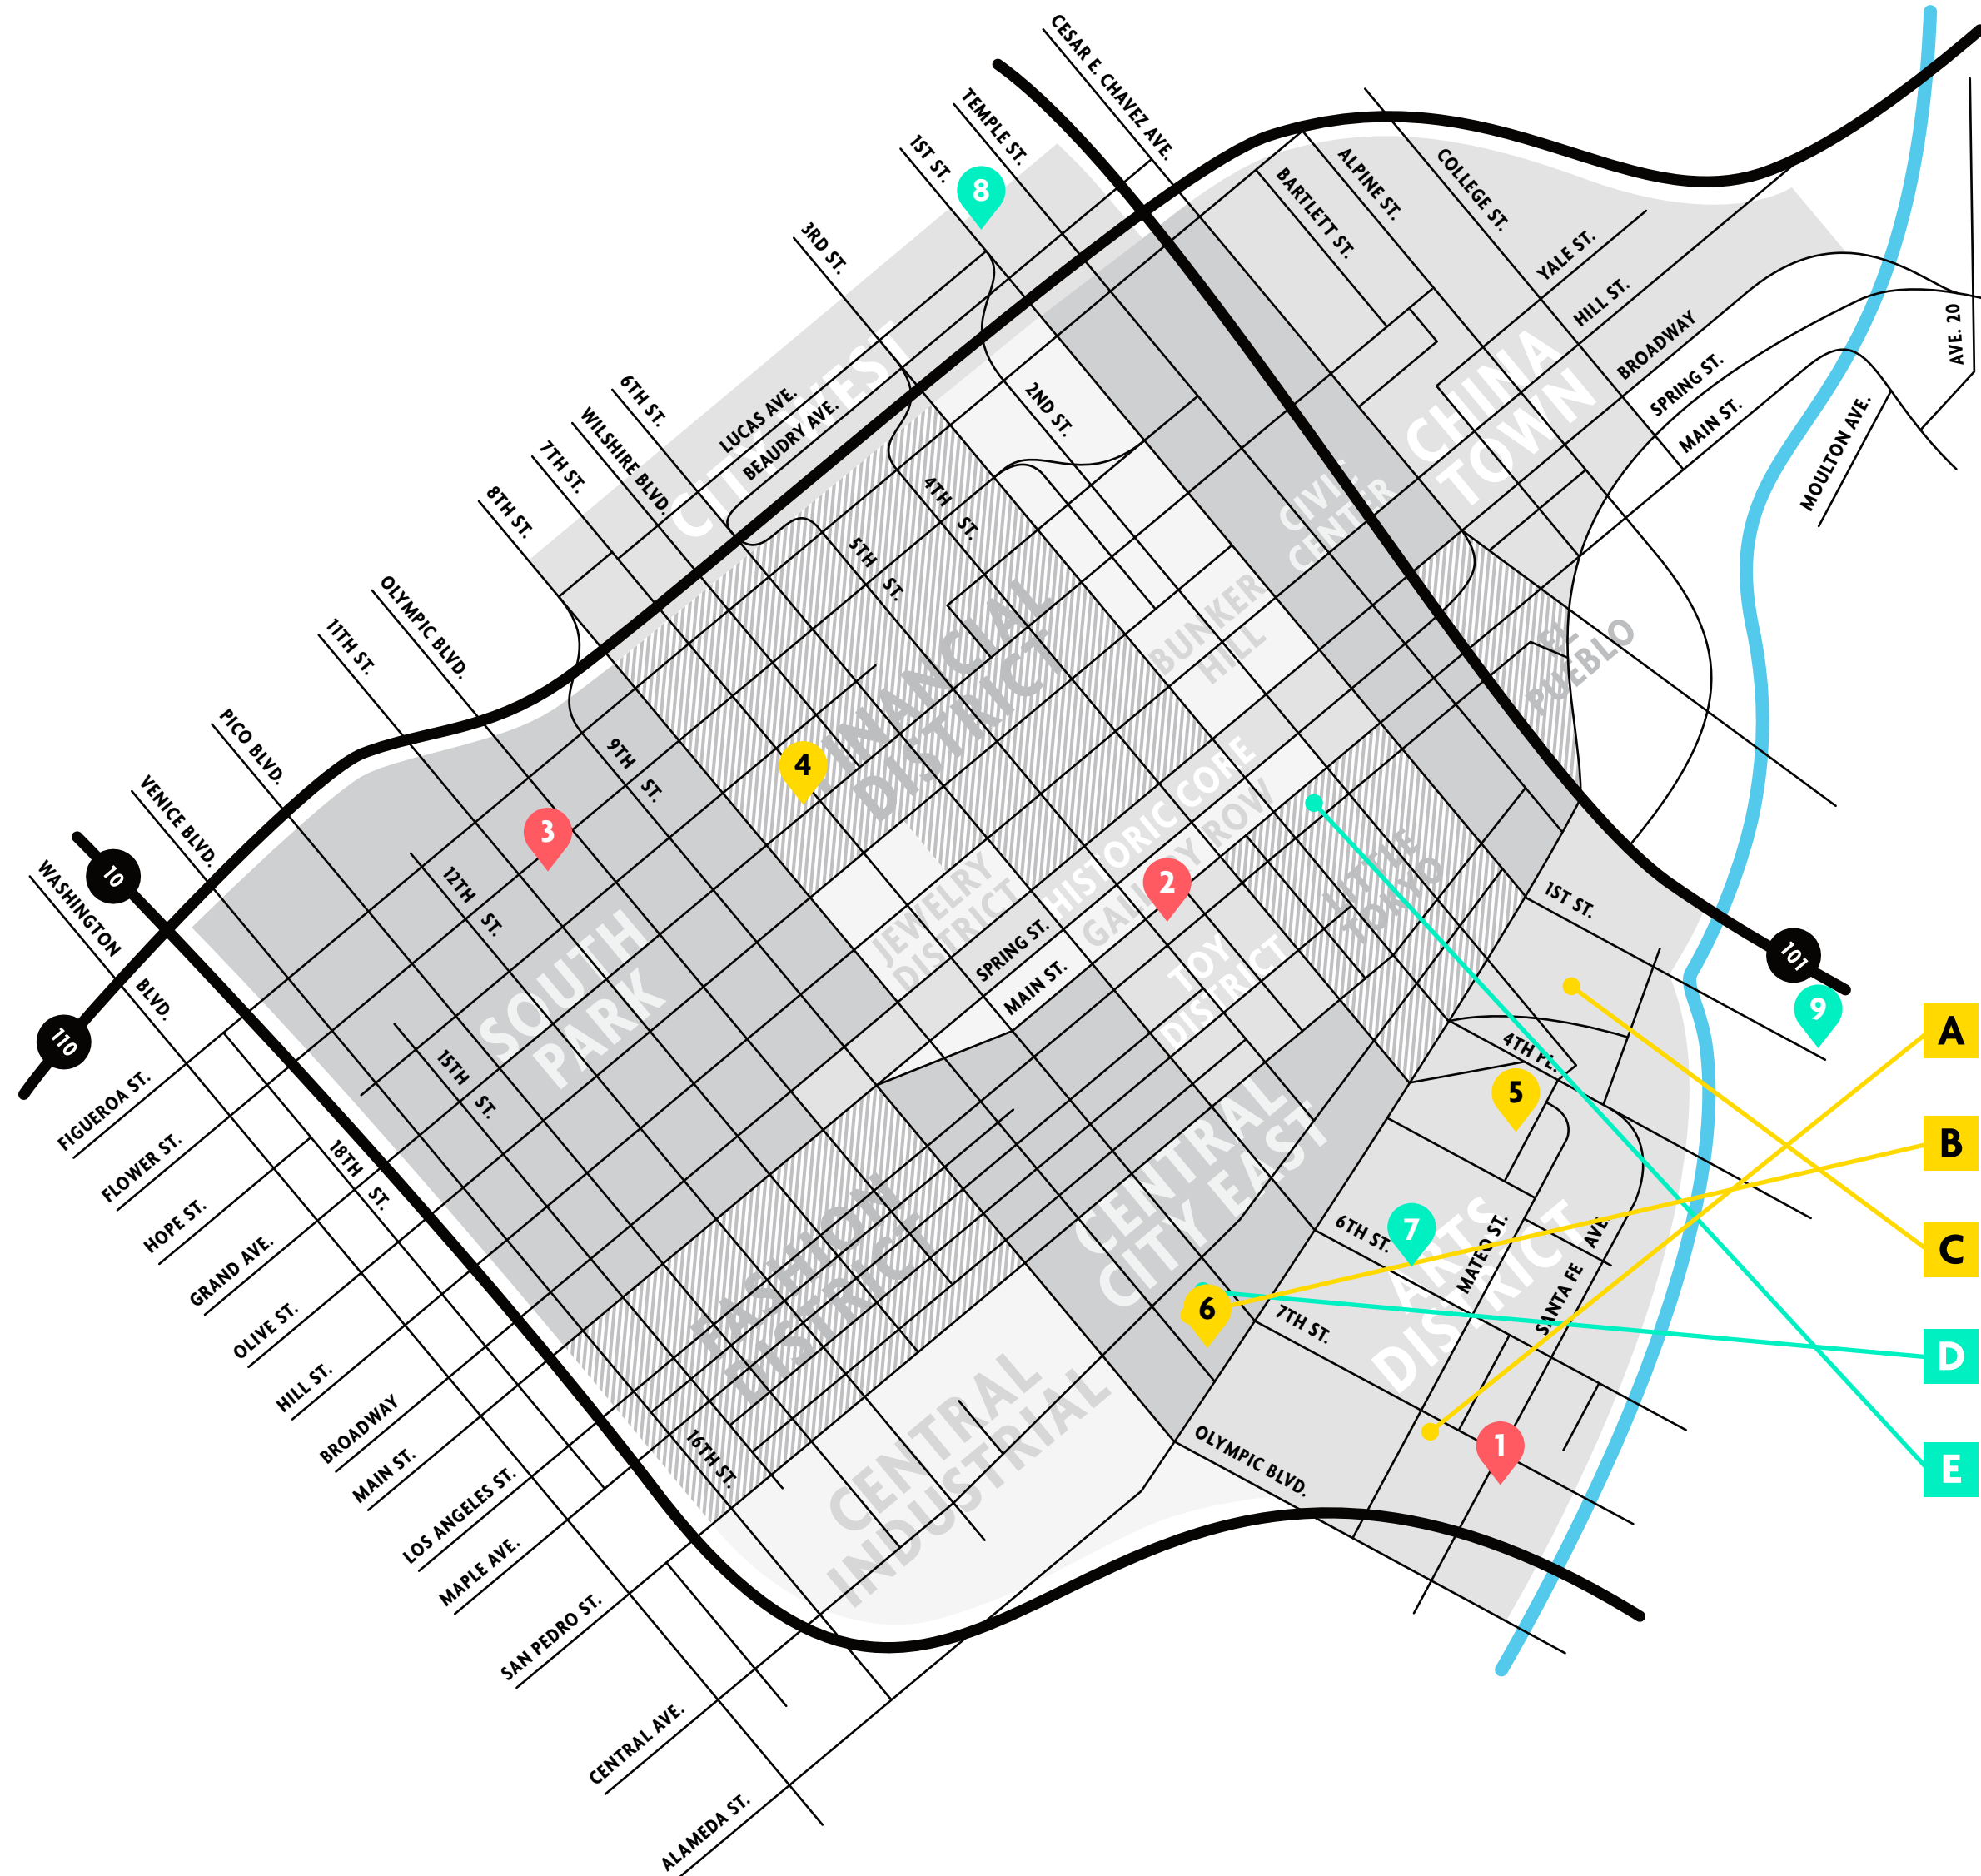 CESAR E. CHAVEZ AVE.
TEMPLE ST.
1ST ST.
8
3RD ST.
BARTLETT ST.
ALPINE ST.
COLLEGE ST.
YALE ST.
HILL ST.
BROADWAY
SPRING ST.
MAIN ST.
AVE. 20
MOULTON AVE.
CHINA
TOWN
6TH ST.
WILSHIRE BLVD.
7TH ST.
8TH ST.
LUCAS AVE.
BEAUDRY AVE.
2ND ST.
4TH ST.
5TH ST.
CIVIC
CENTER
BUNKER
HILL
EL
PUEBLO
OLYMPIC BLVD.
11TH ST.
PICO BLVD.
VENICE BLVD.
WASHINGTON BLVD.
10
110
9TH ST.
4
FINANCIAL
DISTRICT
3
12TH ST.
HISTORIC CORE
GALLERY ROW
2
JEWELRY
DISTRICT
SPRING ST.
MAIN ST.
TOY
DISTRICT
LITTLE
TOKYO
1ST ST.
101
9
SOUTH
PARK
15TH ST.
18TH ST.
4TH PL.
5
A
B
C
D
E
FIGUEROA ST.
FLOWER ST.
HOPE ST.
GRAND AVE.
OLIVE ST.
HILL ST.
BROADWAY
MAIN ST.
LOS ANGELES ST.
MAPLE AVE.
SAN PEDRO ST.
CENTRAL AVE.
ALAMEDA ST.
FASHION
DISTRICT
CENTRAL
CITY EAST
6TH ST.
7
MATEO ST.
SANTA FE AVE.
ARTS
DISTRICT
6
7TH ST.
1
OLYMPIC BLVD.
16TH ST.
CENTRAL
INDUSTRIAL